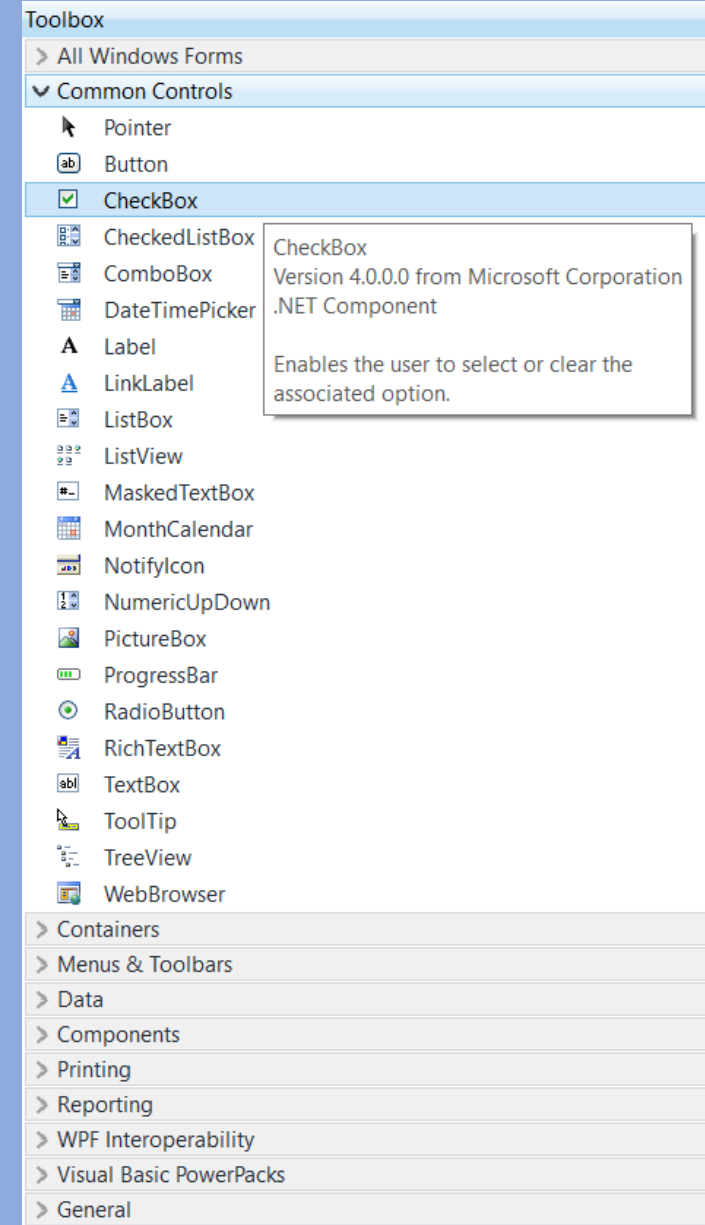 Toolbox
All Windows Forms
Common Controls
Pointer
Button
CheckBox
CheckedListBox
ComboBox
DateTimePicker
Label
LinkLabel
ListBox
ListView
MaskedTextBox
MonthCalendar
NotifyIcon
NumericUpDown
PictureBox
ProgressBar
RadioButton
RichTextBox
TextBox
ToolTip
TreeView
WebBrowser
Containers
Menus & Toolbars
Data
Components
Printing
Reporting
WPF Interoperability
Visual Basic PowerPacks
General
CheckBox
Version 4.0.0.0 from Microsoft Corporation
.NET Component
Enables the user to select or clear the
associated option.